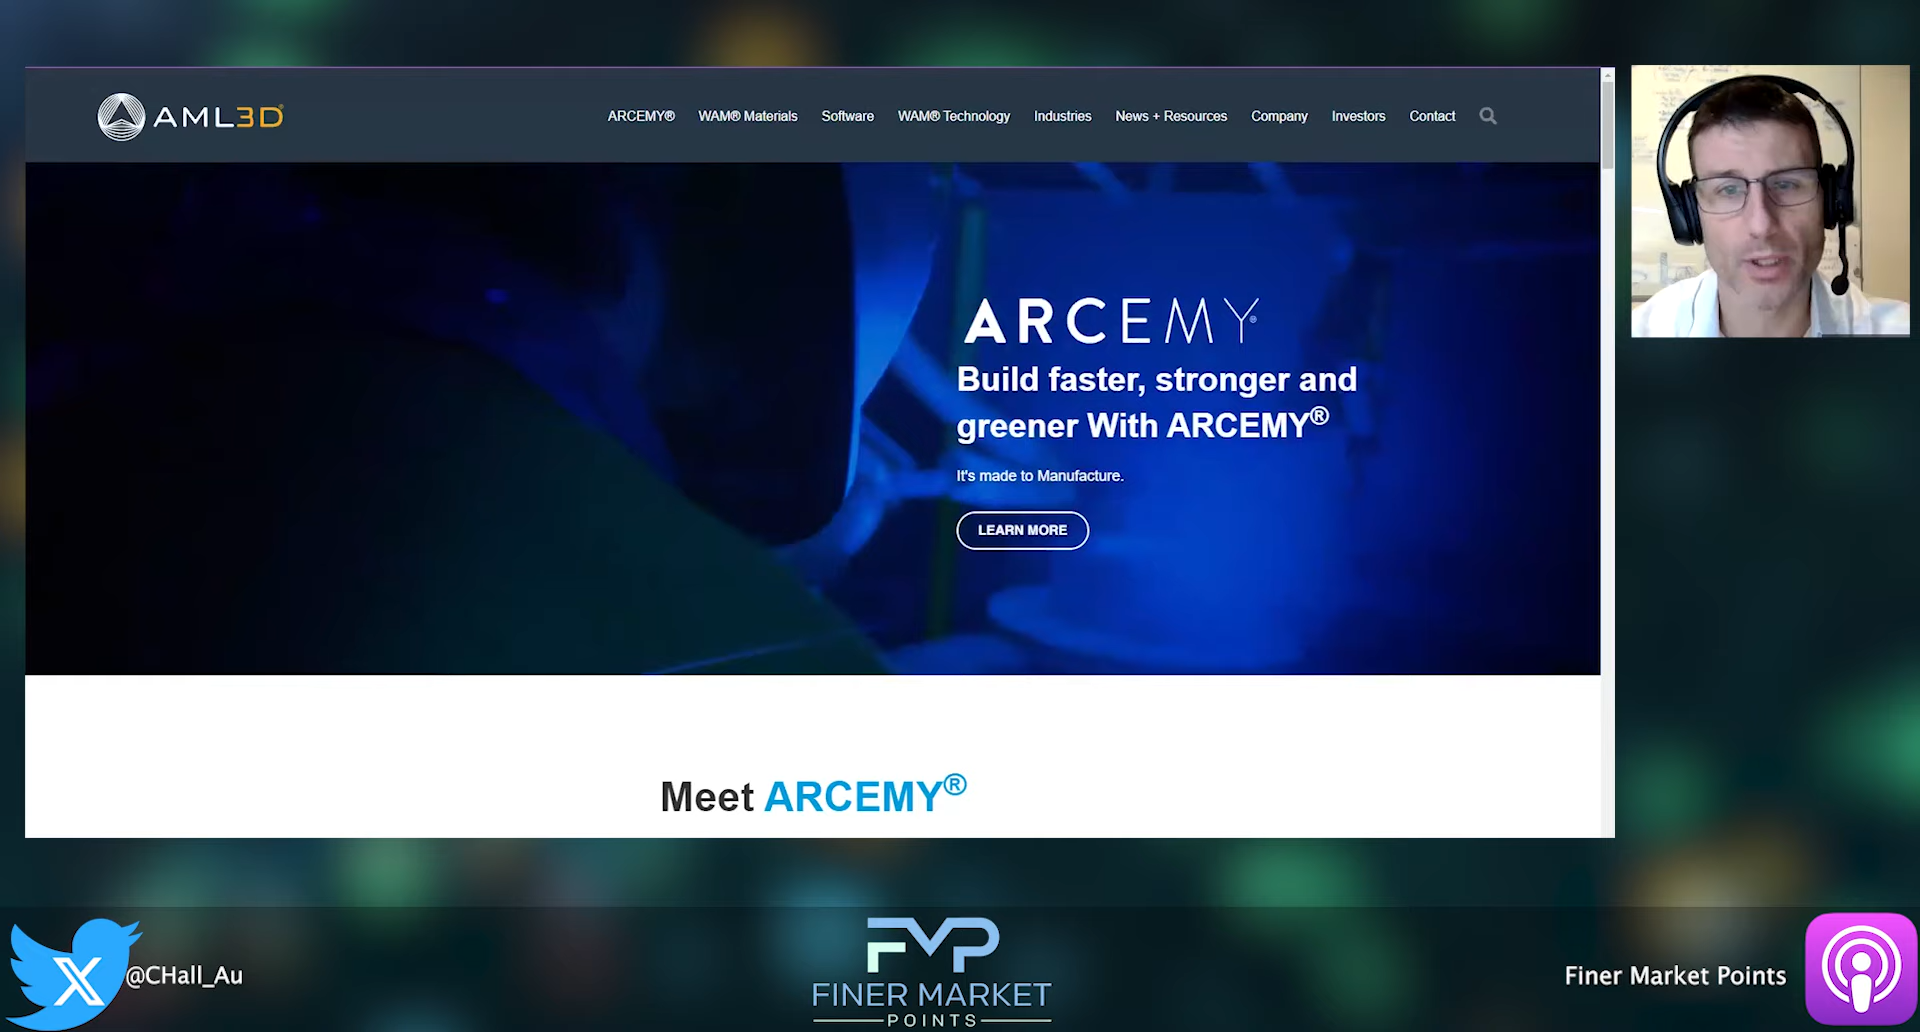 AML3D
ARCEMY® WAM® Materials Software WAM® Technology Industries News + Resources Company Investors Contact
ARCEMY®
Build faster, stronger and
greener With ARCEMY®
It's made to Manufacture.
LEARN MORE
Meet ARCEMY®
X @CHall_Au
FMP
FINER MARKET
POINTS
Finer Market Points